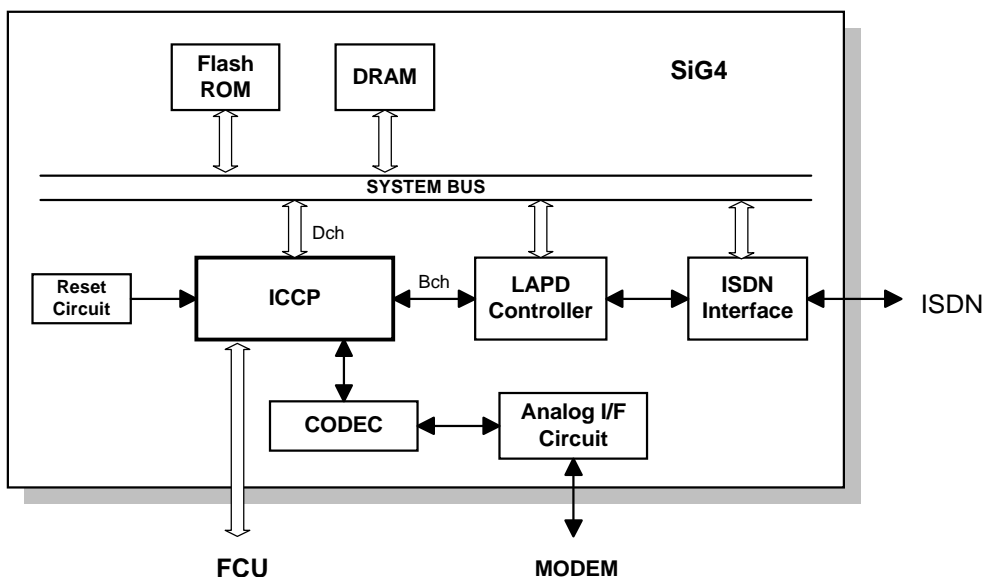 SiG4
Flash
ROM
DRAM
SYSTEM BUS
Dch
Reset
Circuit
ICCP
Bch
LAPD
Controller
ISDN
Interface
ISDN
CODEC
Analog I/F
Circuit
FCU
MODEM